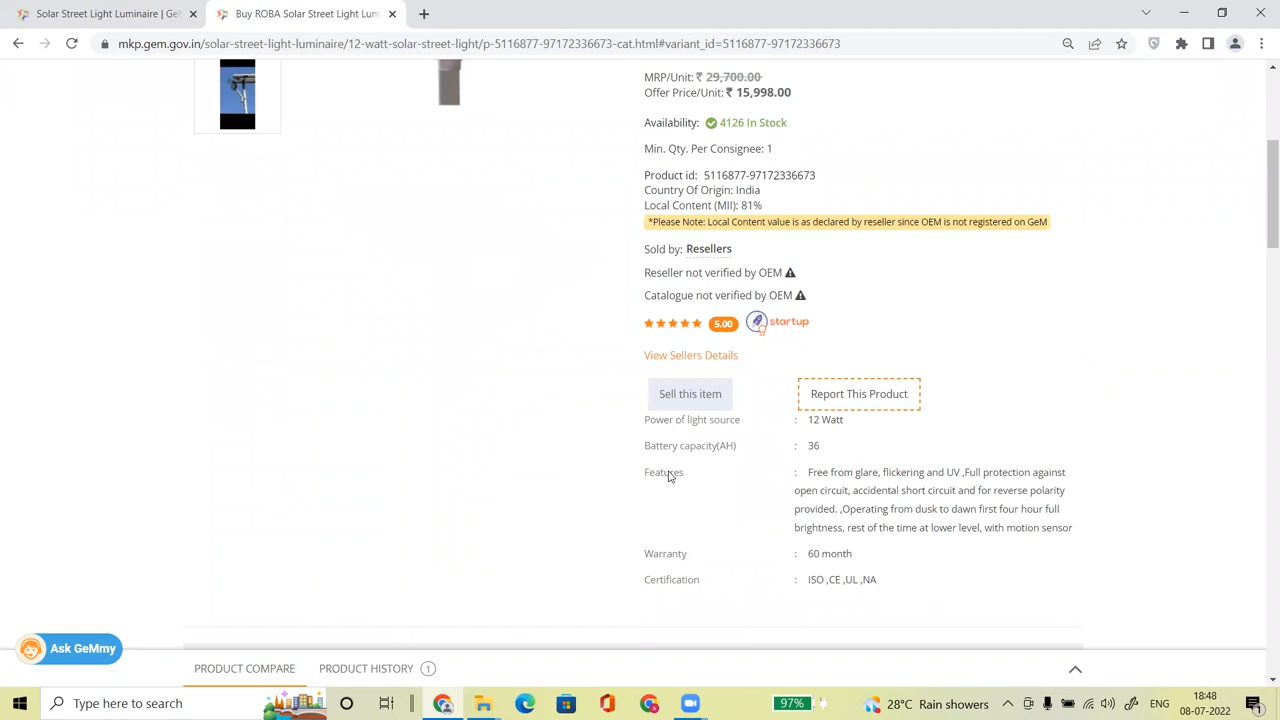 Solar Street Light Luminaire | Ge
Buy ROBA Solar Street Light Lum
mkp.gem.gov.in/solar-street-light-luminaire/12-watt-solar-street-light/p-5116877-97172336673-cat.html#variant_id=5116877-97172336673
MRP/Unit: ₹ 29,700.00
Offer Price/Unit: ₹ 15,998.00
Availability: 4126 In Stock
Min. Qty. Per Consignee: 1
Product id: 5116877-97172336673
Country Of Origin: India
Local Content (MII): 81%
*Please Note: Local Content value is as declared by reseller since OEM is not registered on GeM
Sold by: Resellers
Reseller not verified by OEM
Catalogue not verified by OEM
5.00 startup
View Sellers Details
Sell this item Report This Product
Power of light source : 12 Watt
Battery capacity(AH) : 36
Features : Free from glare, flickering and UV ,Full protection against
open circuit, accidental short circuit and for reverse polarity
provided. ,Operating from dusk to dawn first four hour full
brightness, rest of the time at lower level, with motion sensor
Warranty : 60 month
Certification : ISO ,CE ,UL ,NA
Ask GeMmy
PRODUCT COMPARE PRODUCT HISTORY 1
Type here to search
97%
28°C Rain showers
ENG
18:48
08-07-2022
1